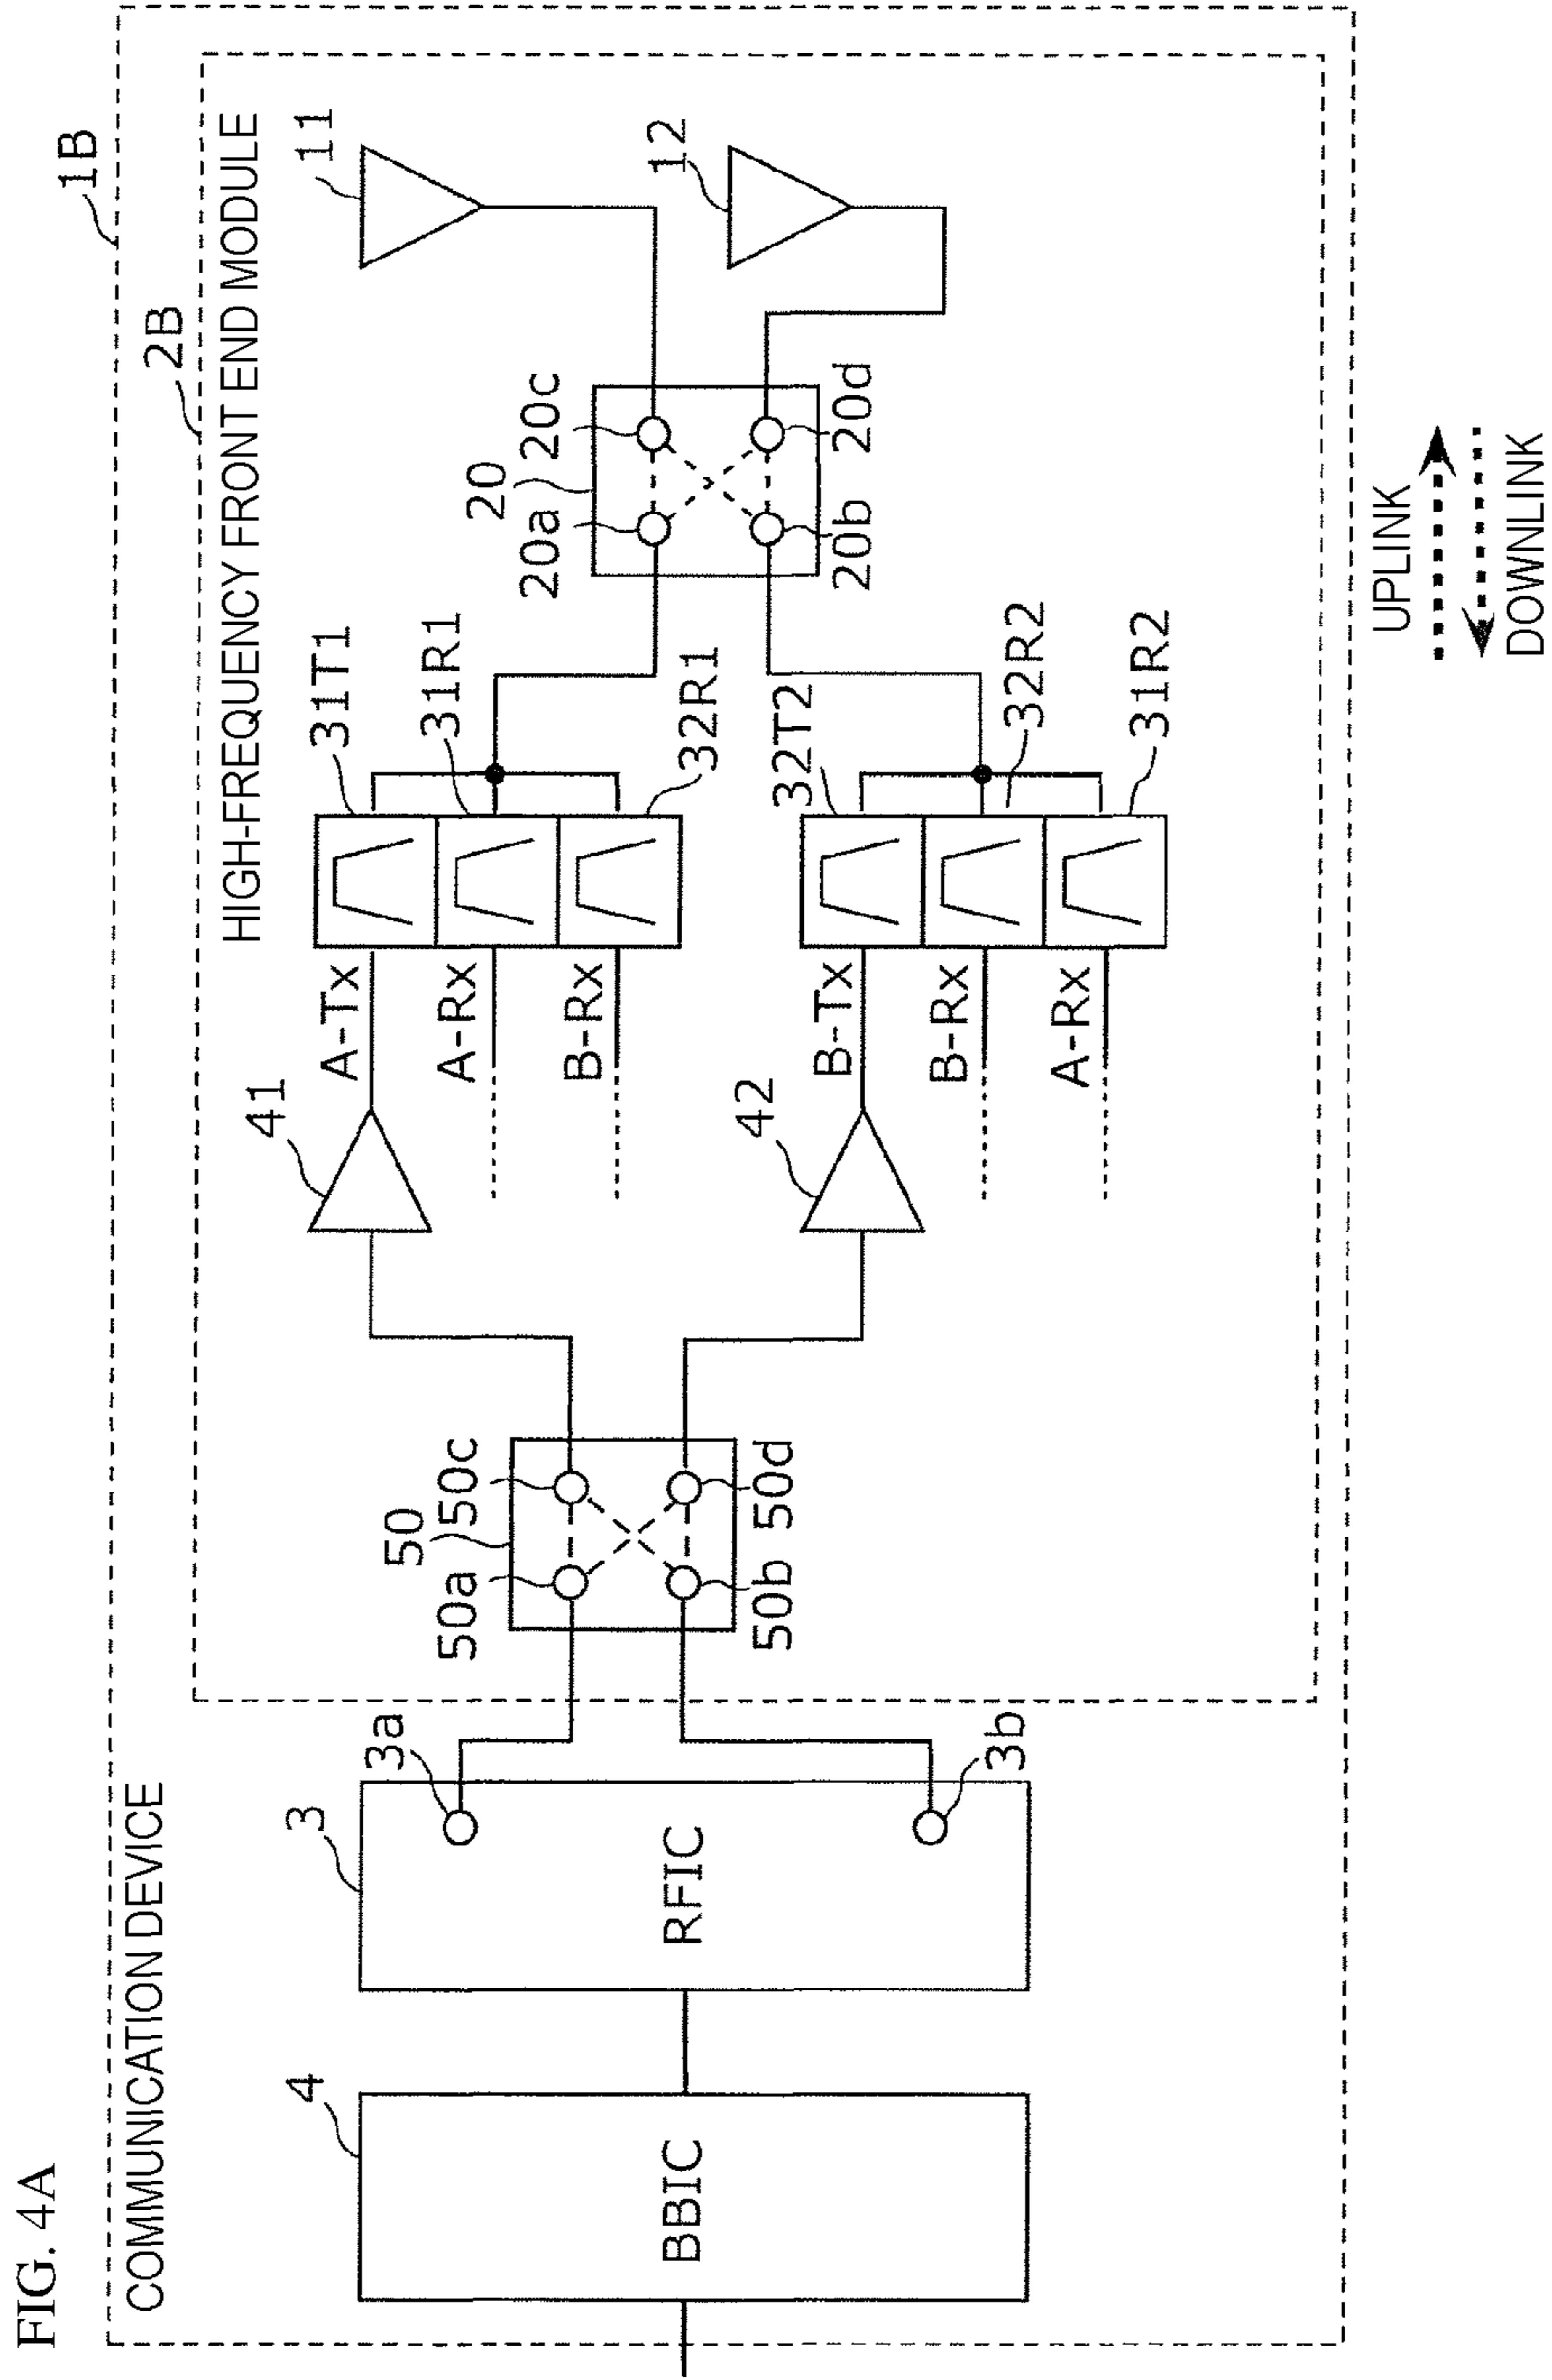 FIG. 4A
COMMUNICATION DEVICE
1B
2B
HIGH-FREQUENCY FRONT END MODULE
4
BBIC
3
RFIC
3a
3b
50
50a
50c
50b
50d
41
42
A-Tx
A-Rx
B-Rx
B-Tx
B-Rx
A-Rx
31T1
31R1
32R1
32T2
32R2
31R2
20
20a
20c
20b
20d
11
12
UPLINK
DOWNLINK